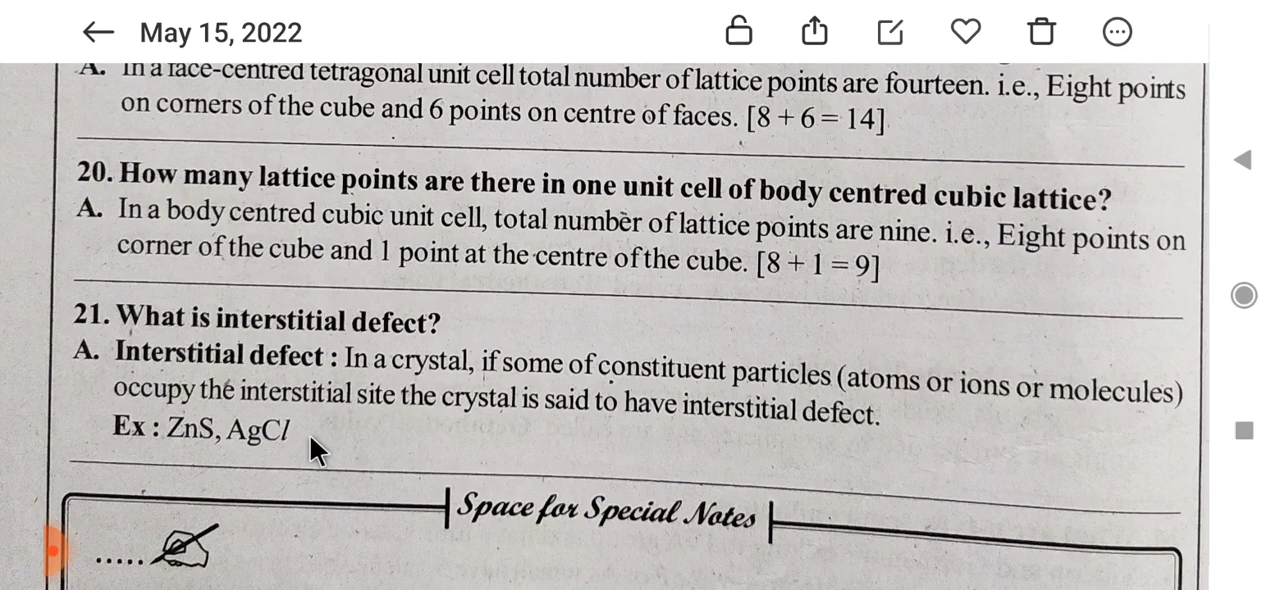 May 15, 2022
A. In a face-centred tetragonal unit cell total number of lattice points are fourteen. i.e., Eight points
on corners of the cube and 6 points on centre of faces. [8 + 6 = 14]
20. How many lattice points are there in one unit cell of body centred cubic lattice?
A. In a body centred cubic unit cell, total number of lattice points are nine. i.e., Eight points on
corner of the cube and 1 point at the centre of the cube. [8 + 1 = 9]
21. What is interstitial defect?
A. Interstitial defect : In a crystal, if some of constituent particles (atoms or ions or molecules)
occupy the interstitial site the crystal is said to have interstitial defect.
Ex : ZnS, AgCl
Space for Special Notes
.....